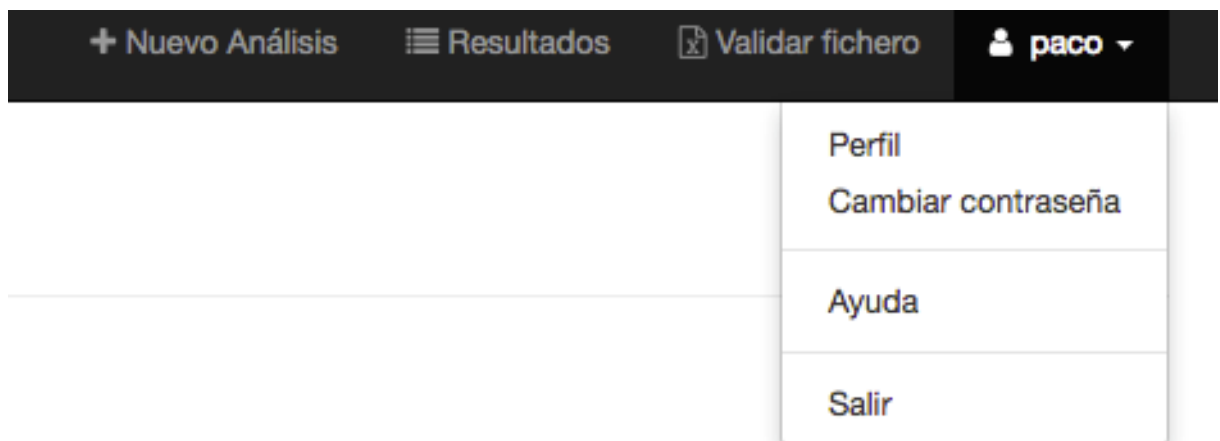 Nuevo Análisis Resultados Validar fichero paco
Perfil
Cambiar contraseña
Ayuda
Salir